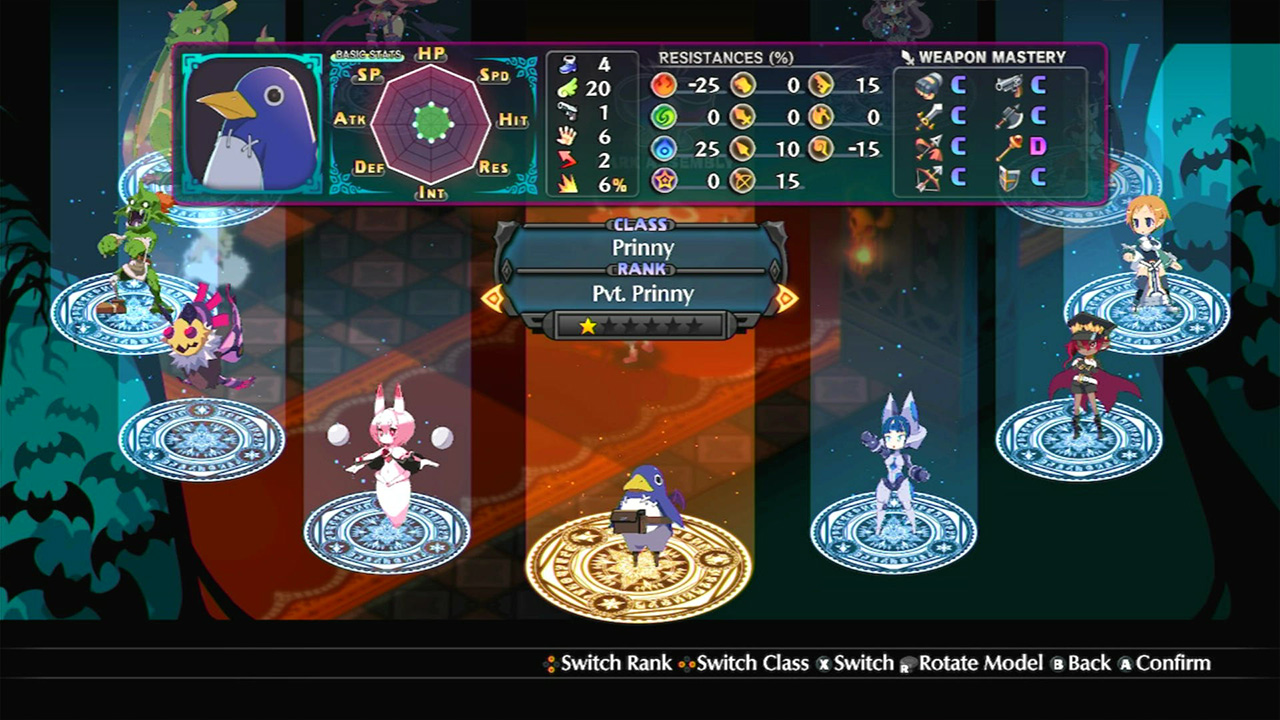 BASIC STATS
HP
SP
SPD
ATK
HIT
DEF
RES
INT
4
20
1
6
2
6%
RESISTANCES (%)
-25 0 15
0 0 0
25 10 -15
0 15
WEAPON MASTERY
C C
C C
C D
C C
CLASS
Prinny
RANK
Pvt. Prinny
Switch Rank Switch Class X Switch R Rotate Model B Back A Confirm